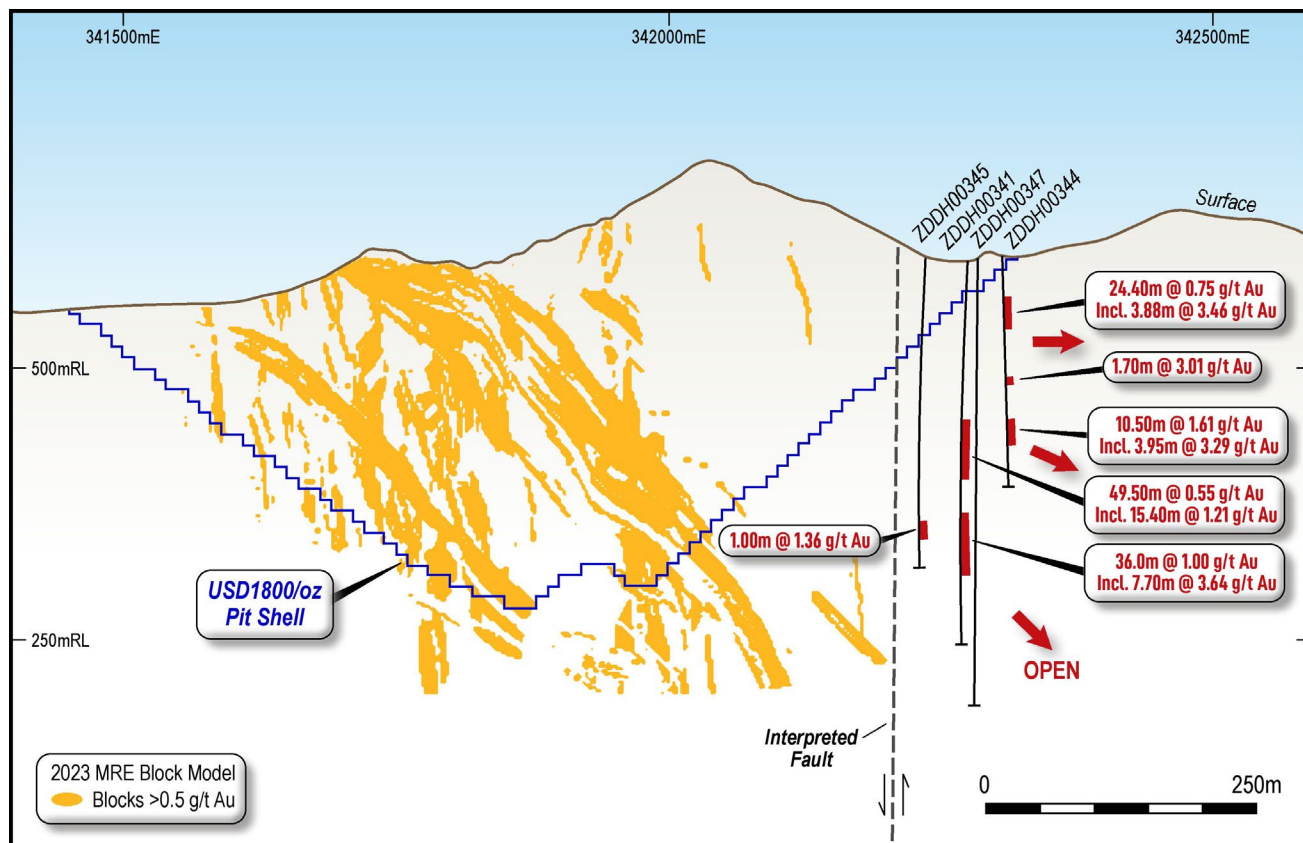 341500mE
342000mE
342500mE
ZDDH00345
ZDDH00341
ZDDH00347
ZDDH00344
Surface
24.40m @ 0.75 g/t Au
Incl. 3.88m @ 3.46 g/t Au
500mRL
1.70m @ 3.01 g/t Au
10.50m @ 1.61 g/t Au
Incl. 3.95m @ 3.29 g/t Au
49.50m @ 0.55 g/t Au
Incl. 15.40m @ 1.21 g/t Au
1.00m @ 1.36 g/t Au
36.0m @ 1.00 g/t Au
Incl. 7.70m @ 3.64 g/t Au
USD1800/oz
Pit Shell
250mRL
OPEN
Interpreted
Fault
2023 MRE Block Model
Blocks >0.5 g/t Au
0
250m